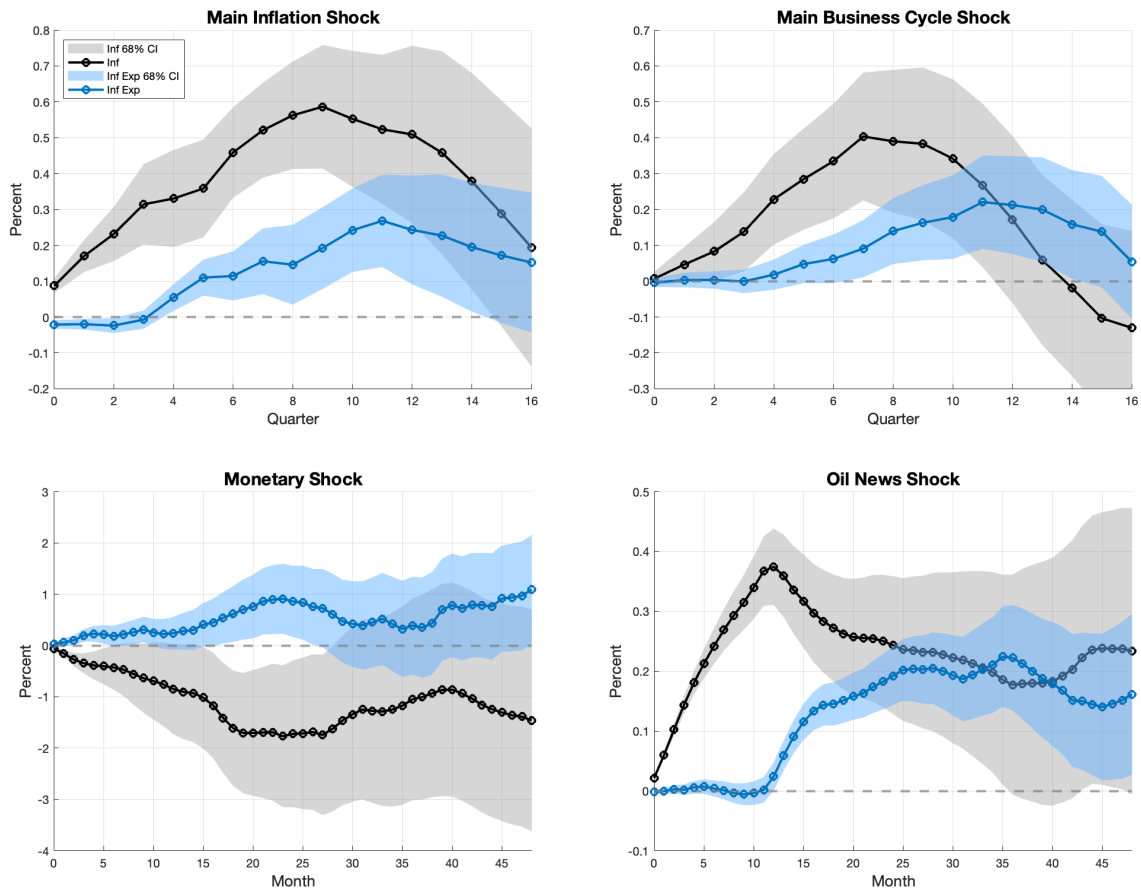 Main Inflation Shock
0.8
0.7
0.6
0.5
0.4
0.3
0.2
0.1
0
-0.1
-0.2
Percent
Inf 68% CI
Inf
Inf Exp 68% CI
Inf Exp
0 2 4 6 8 10 12 14 16
Quarter
Main Business Cycle Shock
0.7
0.6
0.5
0.4
0.3
0.2
0.1
0
-0.1
-0.2
-0.3
Percent
0 2 4 6 8 10 12 14 16
Quarter
Monetary Shock
3
2
1
0
-1
-2
-3
-4
Percent
0 5 10 15 20 25 30 35 40 45
Month
Oil News Shock
0.5
0.4
0.3
0.2
0.1
0
-0.1
Percent
0 5 10 15 20 25 30 35 40 45
Month